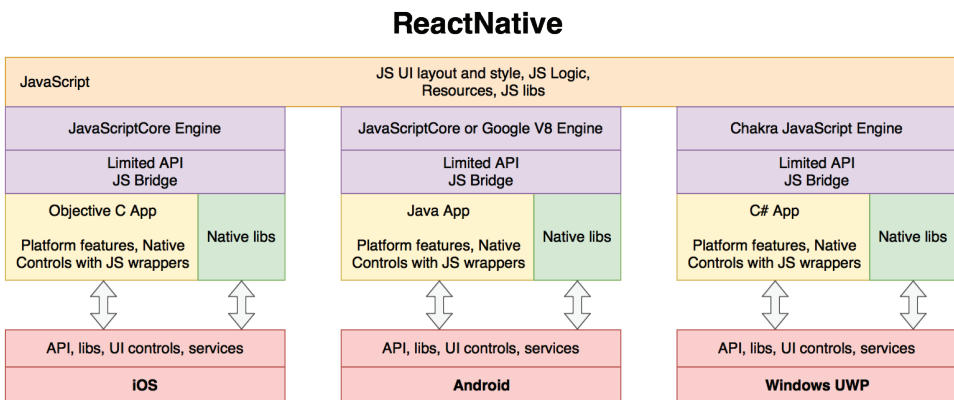 ReactNative
JavaScript
JS UI layout and style, JS Logic,
Resources, JS libs
JavaScriptCore Engine
Limited API
JS Bridge
Objective C App
Platform features, Native
Controls with JS wrappers
Native libs
API, libs, UI controls, services
iOS
JavaScriptCore or Google V8 Engine
Limited API
JS Bridge
Java App
Platform features, Native
Controls with JS wrappers
Native libs
API, libs, UI controls, services
Android
Chakra JavaScript Engine
Limited API
JS Bridge
C# App
Platform features, Native
Controls with JS wrappers
Native libs
API, libs, UI controls, services
Windows UWP